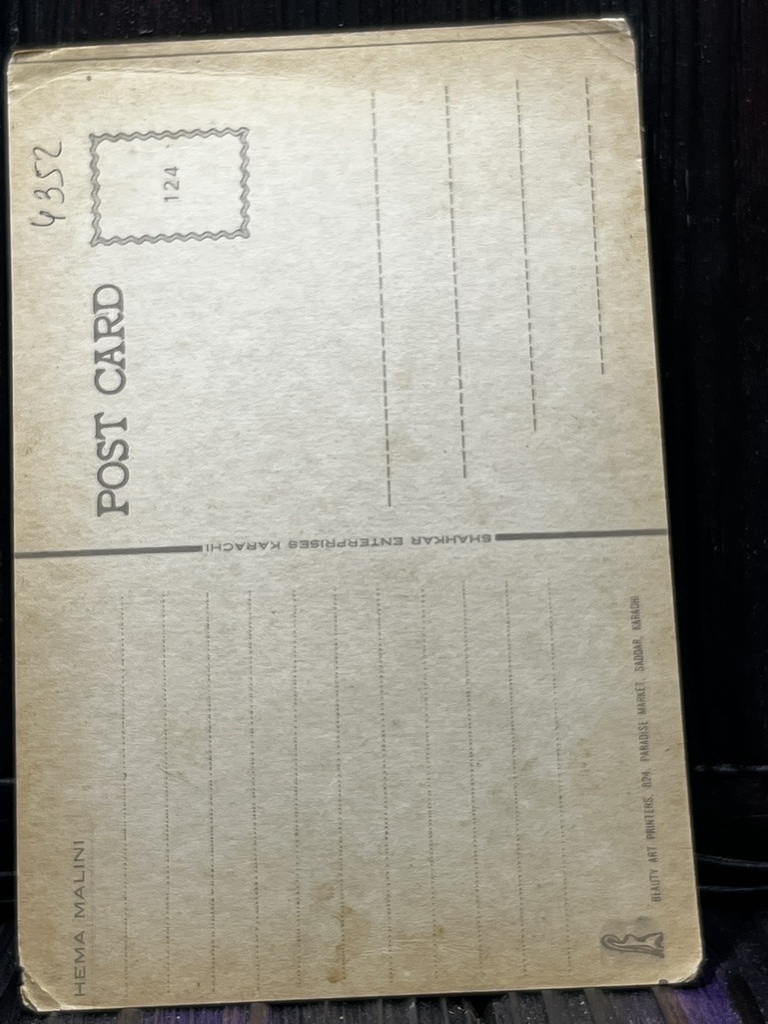 HEMA MALINI
POST CARD
4352
124
SHAHKAR ENTERPRISES KARACHI
BEAUTY ART PRINTERS, 824, PARADISE MARKET, SADDAR, KARACHI